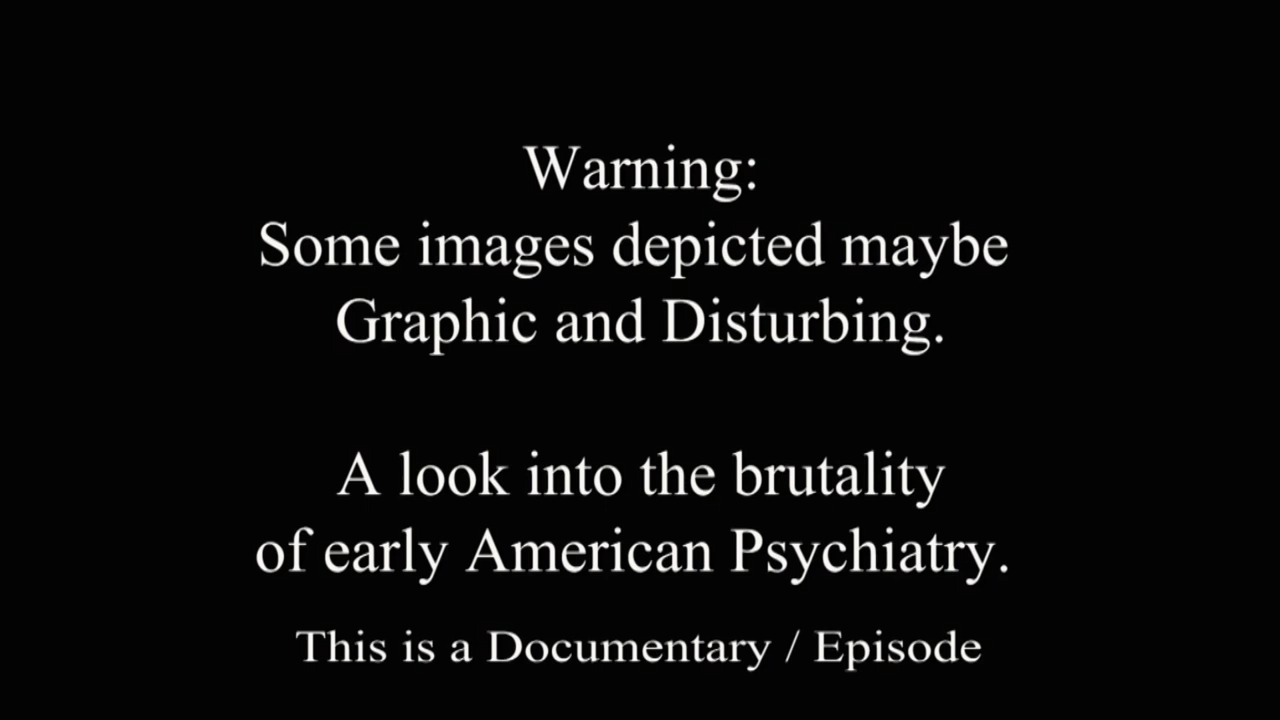 Warning:
Some images depicted maybe
Graphic and Disturbing.
A look into the brutality
of early American Psychiatry.
This is a Documentary / Episode